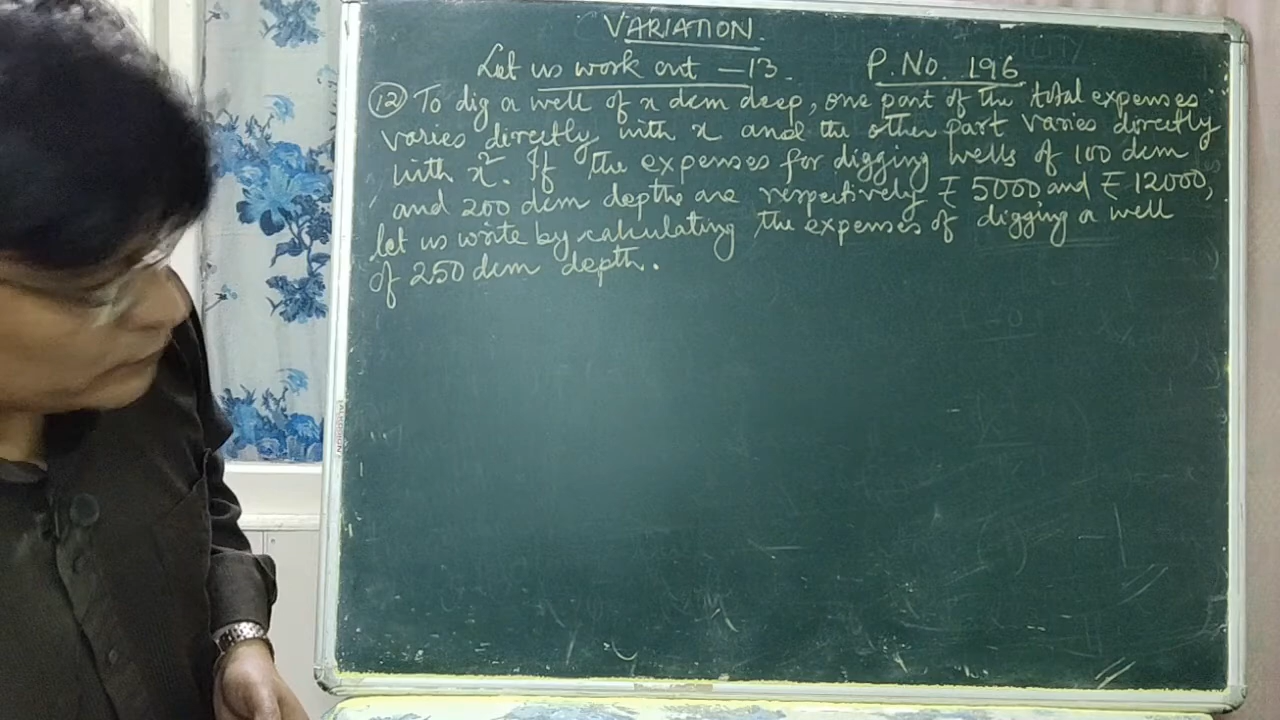 VARIATION.
Let us work out - 13. P. No. 196
(12) To dig a well of x dcm deep, one part of the total expenses
varies directly with x and the other part varies directly
with x². If the expenses for digging wells of 100 dcm
and 200 dcm depths are respectively ₹ 5000 and ₹ 12000,
let us write by calculating the expenses of digging a well
of 250 dcm depth.